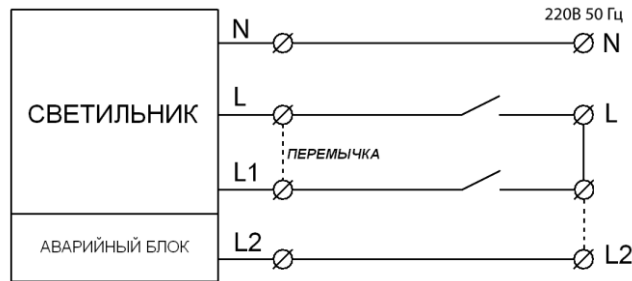 220В 50 Гц
N
N
СВЕТИЛЬНИК
L
L
ПЕРЕМЫЧКА
L1
АВАРИЙНЫЙ БЛОК
L2
L2